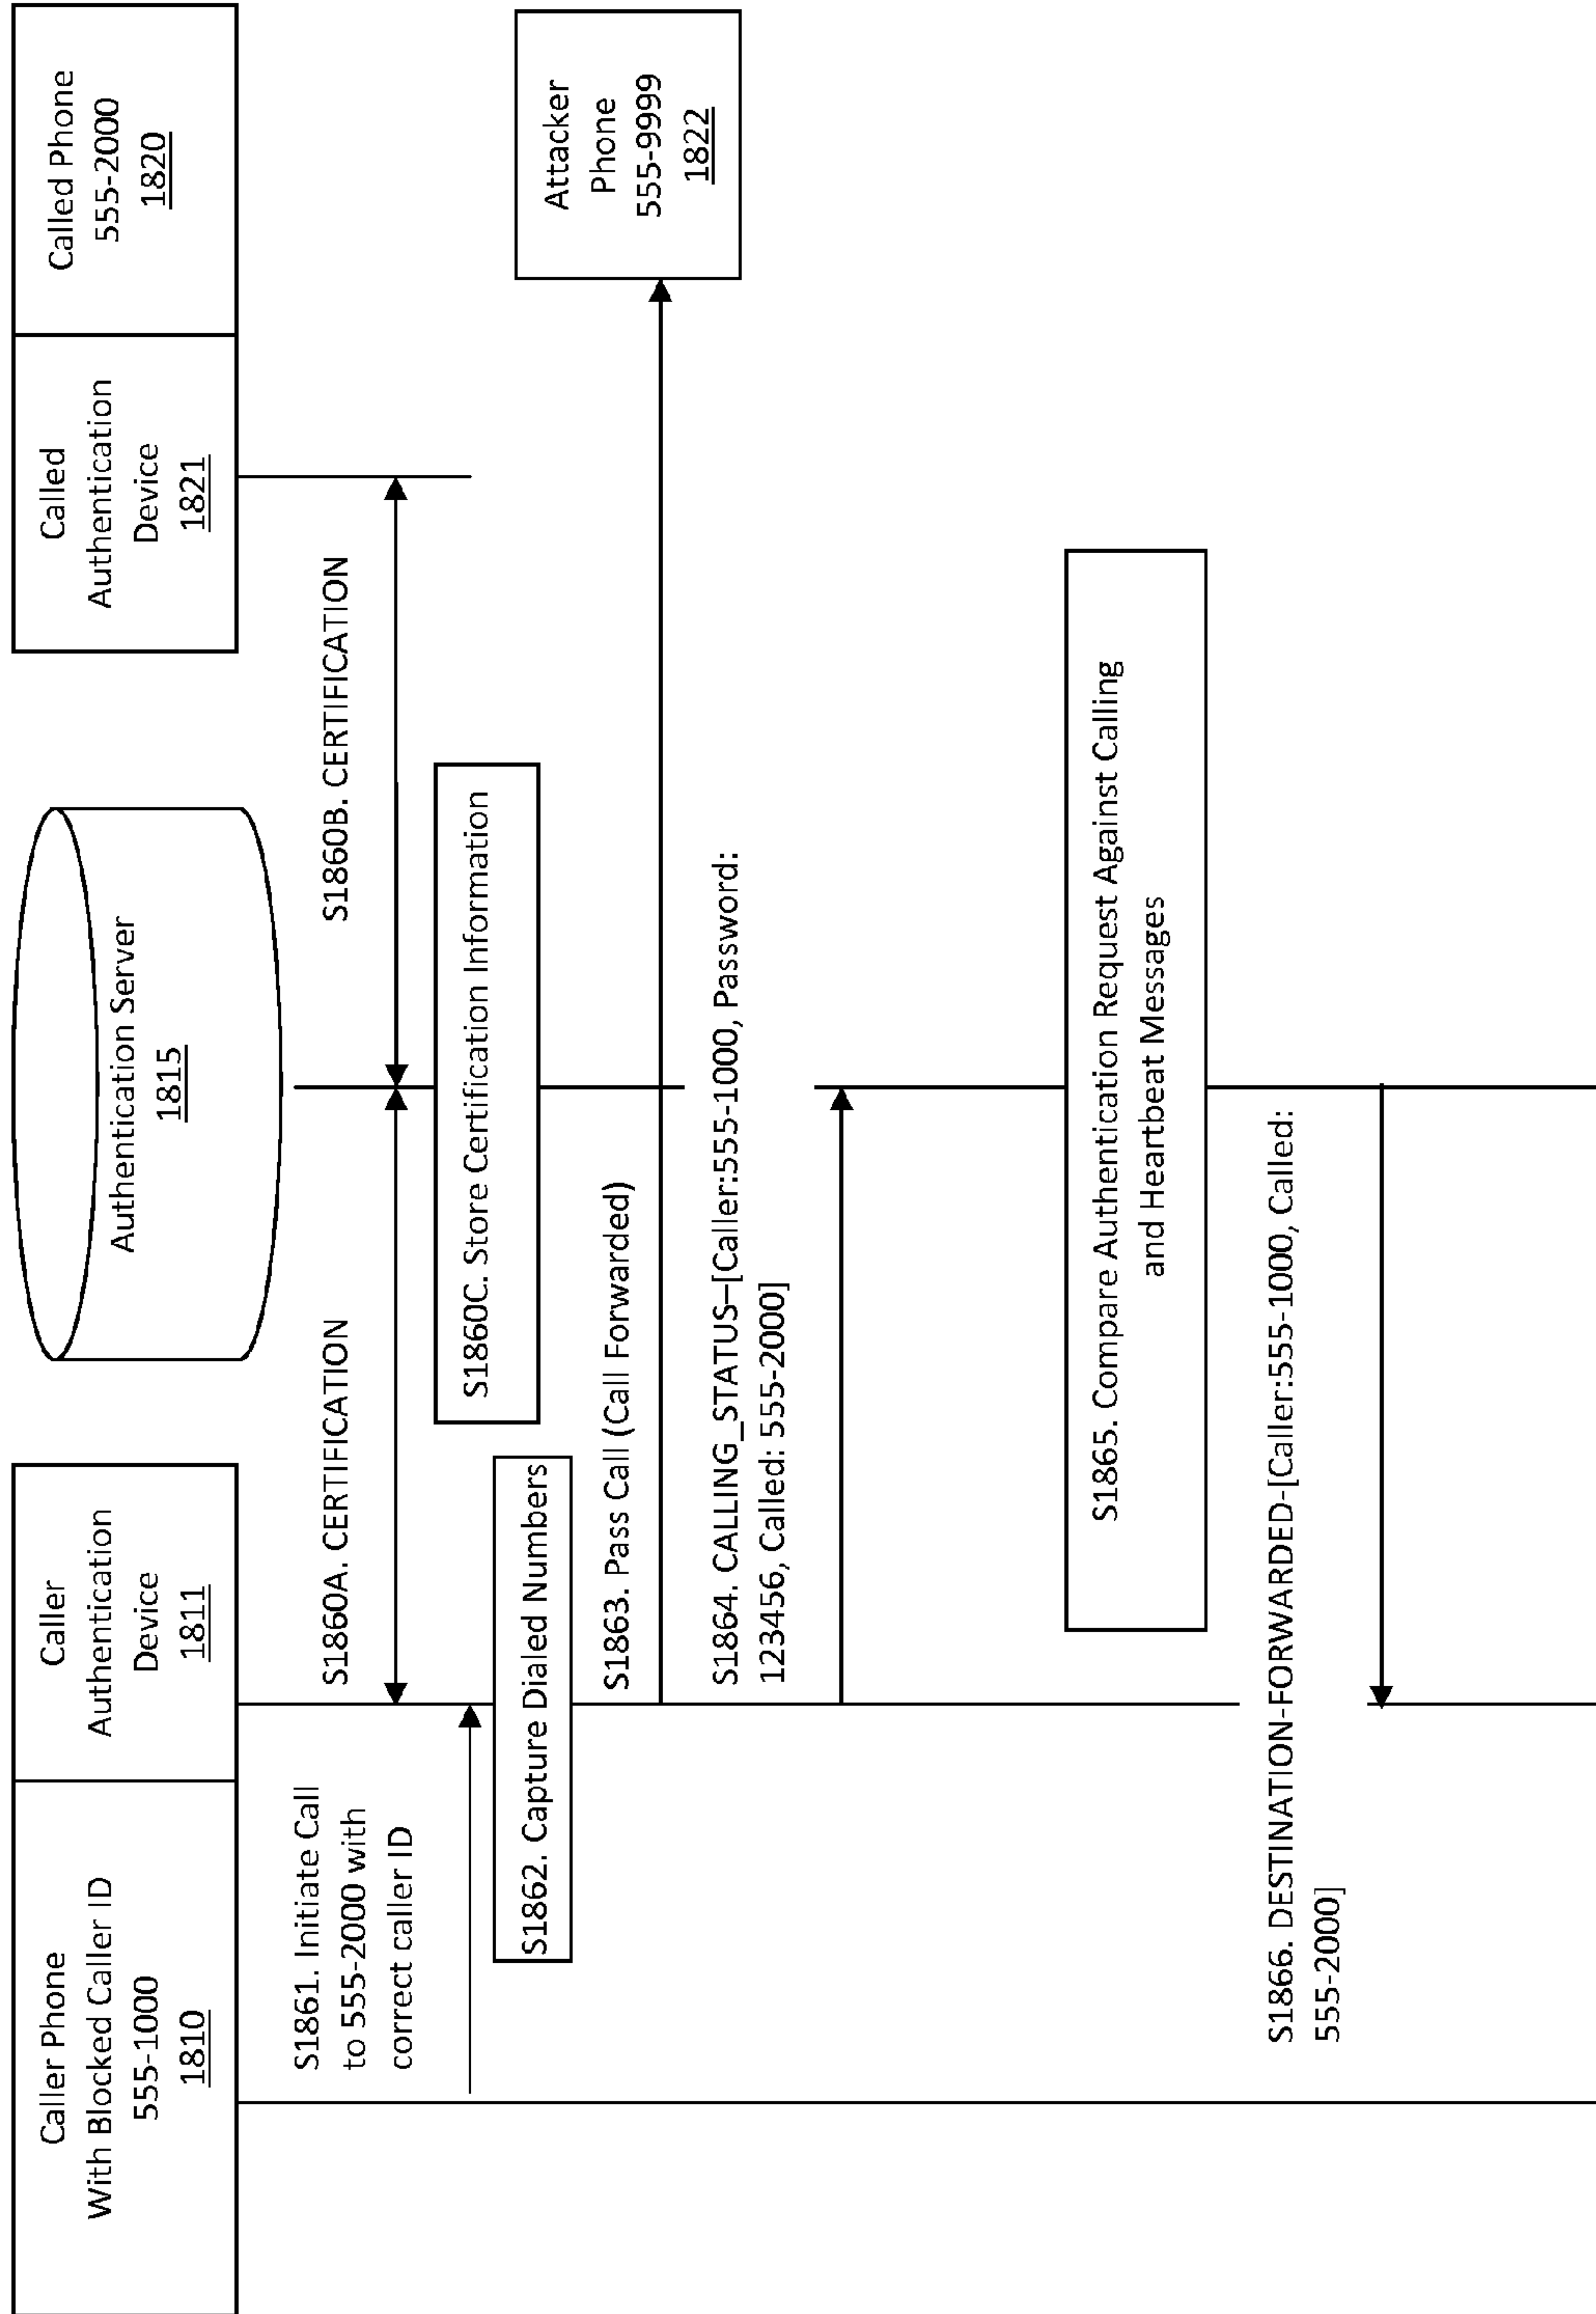 Caller Phone
With Blocked Caller ID
555-1000
1810
Caller
Authentication
Device
1811
Authentication Server
1815
Called
Authentication
Device
1821
Called Phone
555-2000
1820
S1861. Initiate Call
to 555-2000 with
correct caller ID
S1860A. CERTIFICATION
S1860B. CERTIFICATION
S1860C. Store Certification Information
S1862. Capture Dialed Numbers
Attacker
Phone
555-9999
1822
S1863. Pass Call (Call Forwarded)
S1864. CALLING_STATUS–[Caller:555-1000, Password:
123456, Called: 555-2000]
S1865. Compare Authentication Request Against Calling
and Heartbeat Messages
S1866. DESTINATION-FORWARDED-[Caller:555-1000, Called:
555-2000]